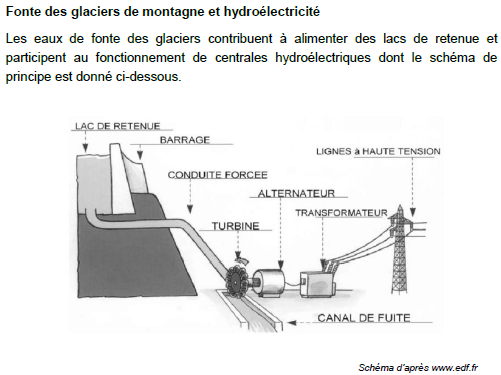 Fonte des glaciers de montagne et hydroélectricité
Les eaux de fonte des glaciers contribuent à alimenter des lacs de retenue et
participent au fonctionnement de centrales hydroélectriques dont le schéma de
principe est donné ci-dessous.
LAC DE RETENUE
BARRAGE
LIGNES à HAUTE TENSION
CONDUITE FORCEE
ALTERNATEUR
TRANSFORMATEUR
TURBINE
CANAL DE FUITE
Schéma d'après www.edf.fr